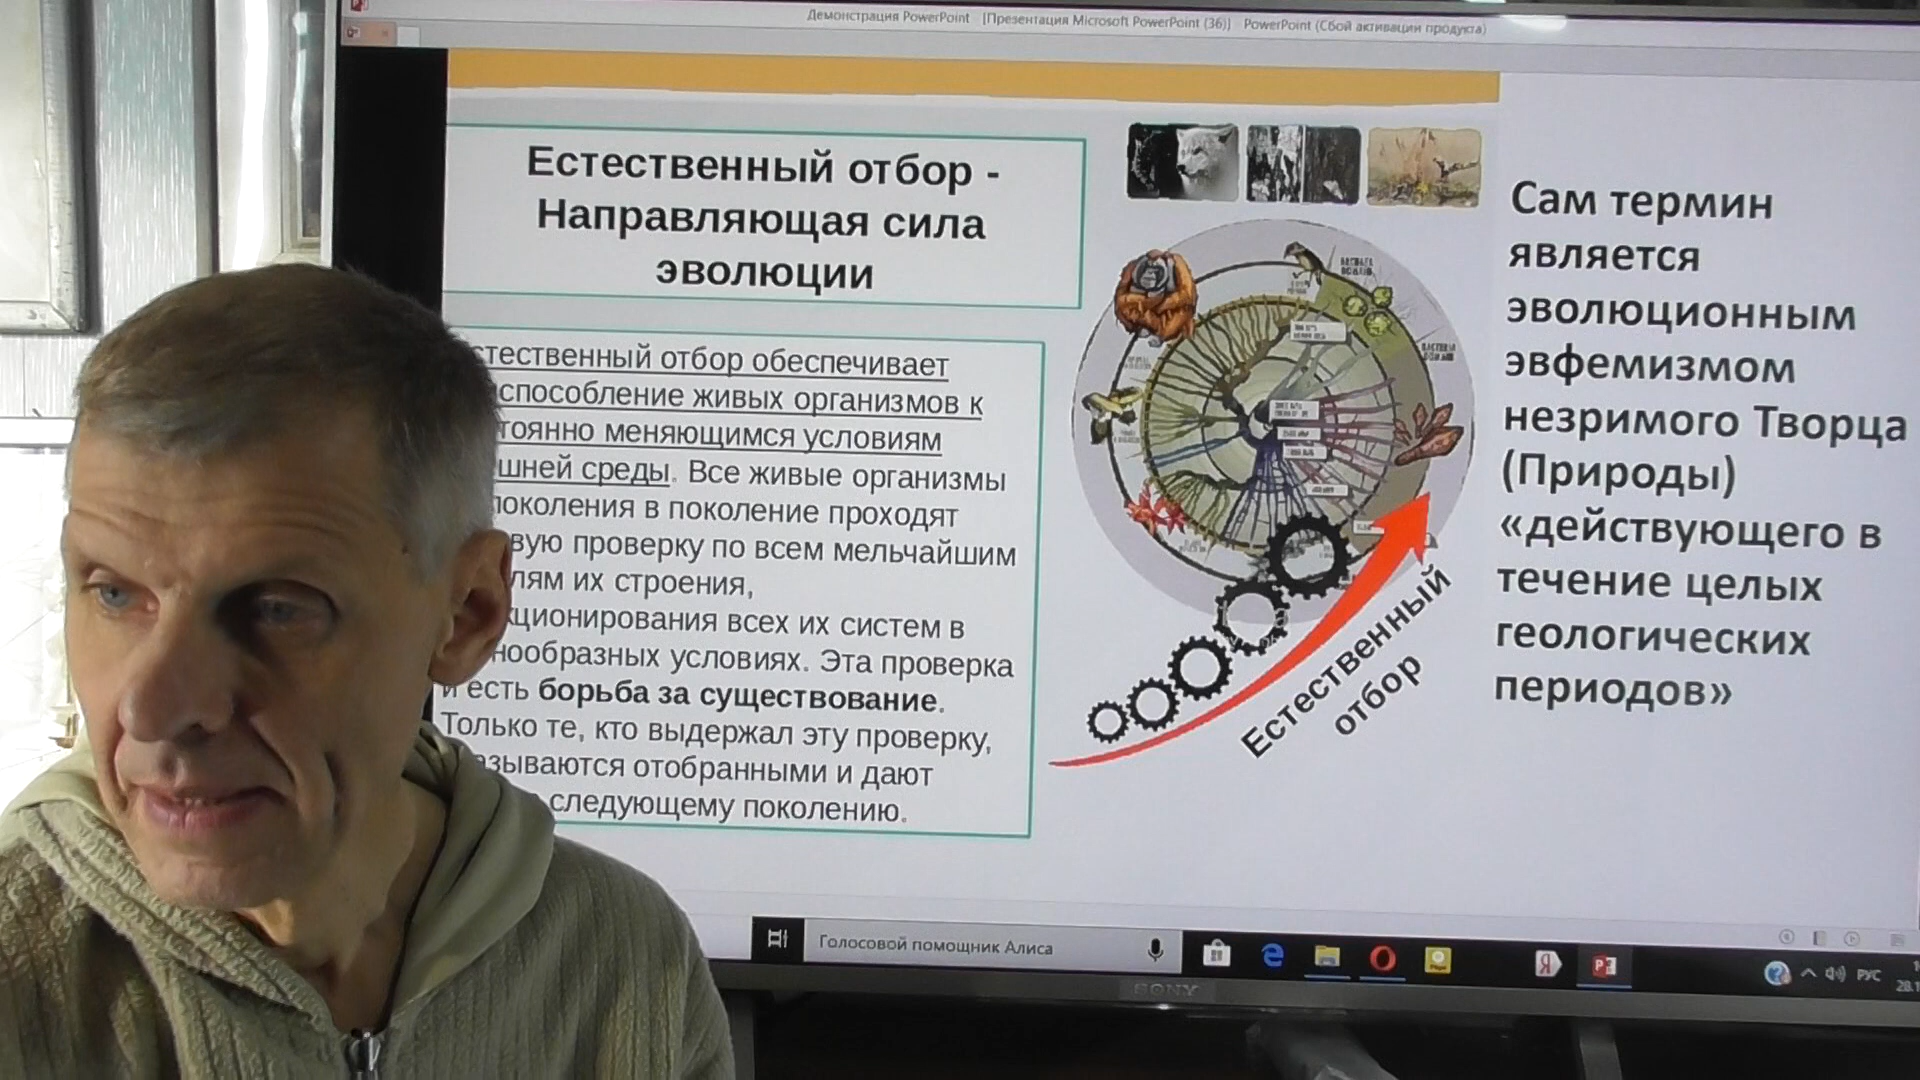 Демонстрация PowerPoint - [Презентация Microsoft PowerPoint (36)] - PowerPoint (Сбой активации продукта)
Естественный отбор -
Направляющая сила
эволюции
стественный отбор обеспечивает
способление живых организмов к
тоянно меняющимся условиям
шней среды. Все живые организмы
поколения в поколение проходят
вую проверку по всем мельчайшим
лям их строения,
кционирования всех их систем в
нообразных условиях. Эта проверка
и есть борьба за существование.
Только те, кто выдержал эту проверку,
азываются отобранными и дают
следующему поколению.
Естественный
отбор
Сам термин
является
эволюционным
эвфемизмом
незримого Творца
(Природы)
«действующего в
течение целых
геологических
периодов»
Голосовой помощник Алиса
РУС
28.1
SONY